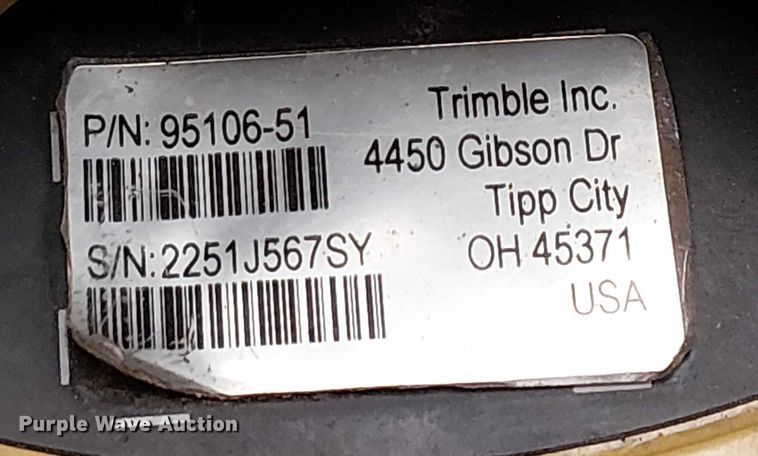 P/N: 95106-51
S/N: 2251J567SY
Trimble Inc.
4450 Gibson Dr
Tipp City
OH 45371
USA
Purple Wave Auction